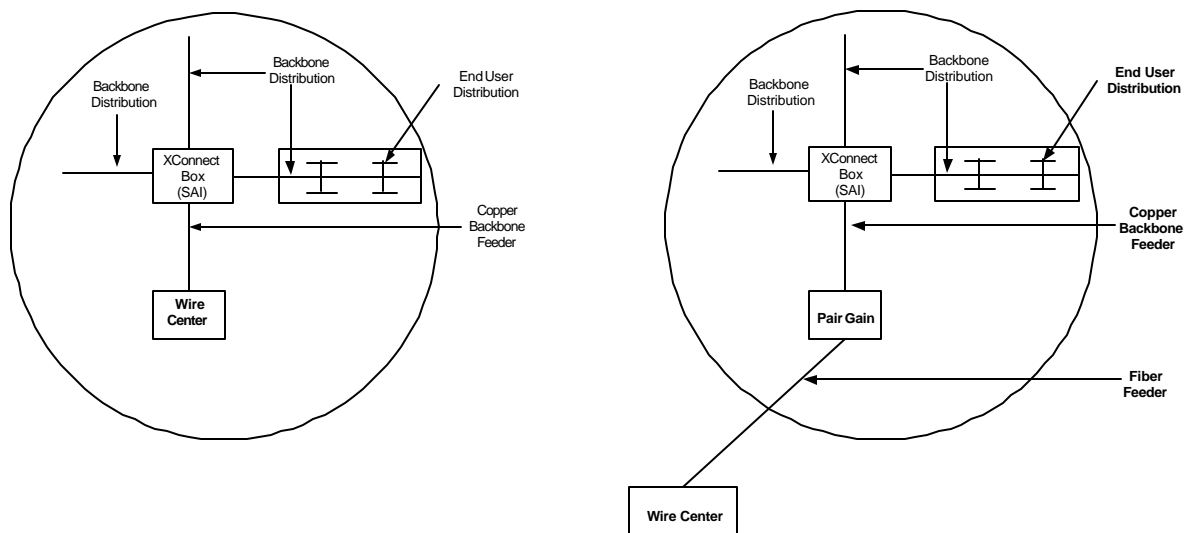 Backbone
Distribution
Backbone
Distribution
End User
Distribution
XConnect
Box
(SAI)
Copper
Backbone
Feeder
Wire
Center
Backbone
Distribution
Backbone
Distribution
End User
Distribution
XConnect
Box
(SAI)
Copper
Backbone
Feeder
Pair Gain
Fiber
Feeder
Wire Center